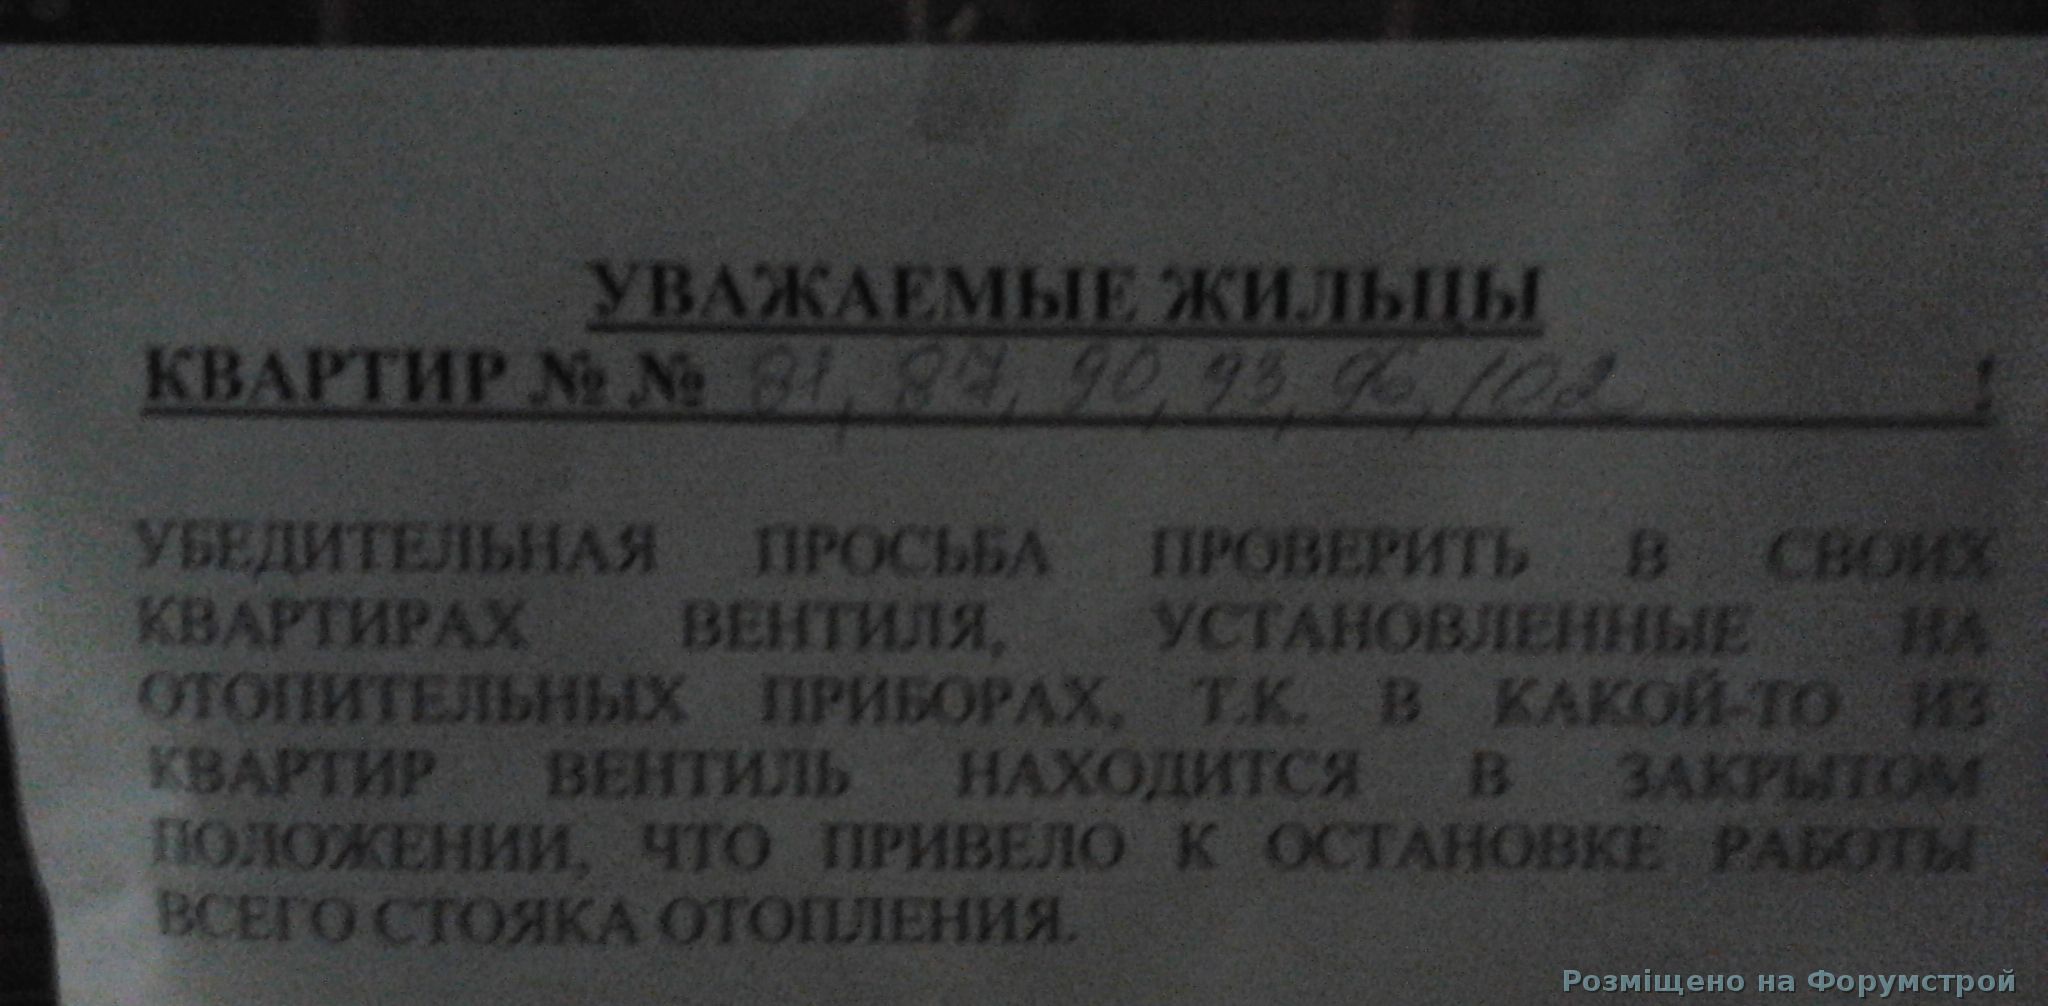 УВАЖАЕМЫЕ ЖИЛЬЦЫ
КВАРТИР № № 81, 87, 90, 93, 96, 102 !
УБЕДИТЕЛЬНАЯ ПРОСЬБА ПРОВЕРИТЬ В СВОИХ
КВАРТИРАХ ВЕНТИЛЯ, УСТАНОВЛЕННЫЕ НА
ОТОПИТЕЛЬНЫХ ПРИБОРАХ, Т.К. В КАКОЙ-ТО ИЗ
КВАРТИР ВЕНТИЛЬ НАХОДИТСЯ В ЗАКРЫТОМ
ПОЛОЖЕНИИ, ЧТО ПРИВЕЛО К ОСТАНОВКЕ РАБОТЫ
ВСЕГО СТОЯКА ОТОПЛЕНИЯ.
Розміщено на Форумстрой